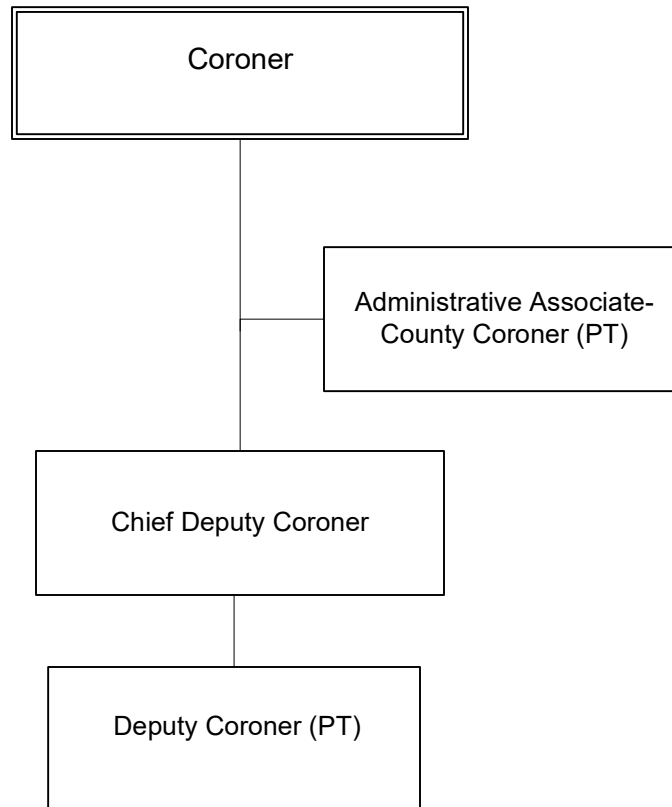 Coroner
Administrative Associate-
County Coroner (PT)
Chief Deputy Coroner
Deputy Coroner (PT)